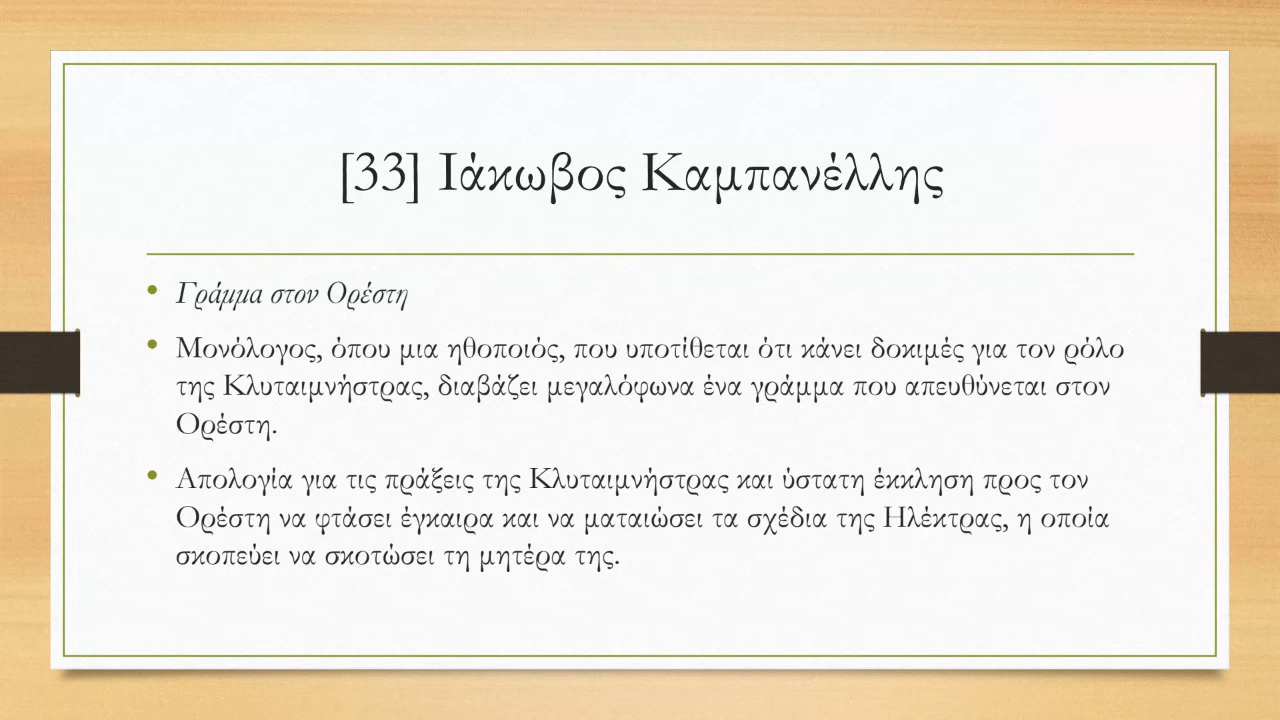 [33] Ιάκωβος Καμπανέλλης
• Γράμμα στον Ορέστη
• Μονόλογος, όπου μια ηθοποιός, που υποτίθεται ότι κάνει δοκιμές για τον ρόλο
της Κλυταιμνήστρας, διαβάζει μεγαλόφωνα ένα γράμμα που απευθύνεται στον
Ορέστη.
• Απολογία για τις πράξεις της Κλυταιμνήστρας και ύστατη έκκληση προς τον
Ορέστη να φτάσει έγκαιρα και να ματαιώσει τα σχέδια της Ηλέκτρας, η οποία
σκοπεύει να σκοτώσει τη μητέρα της.